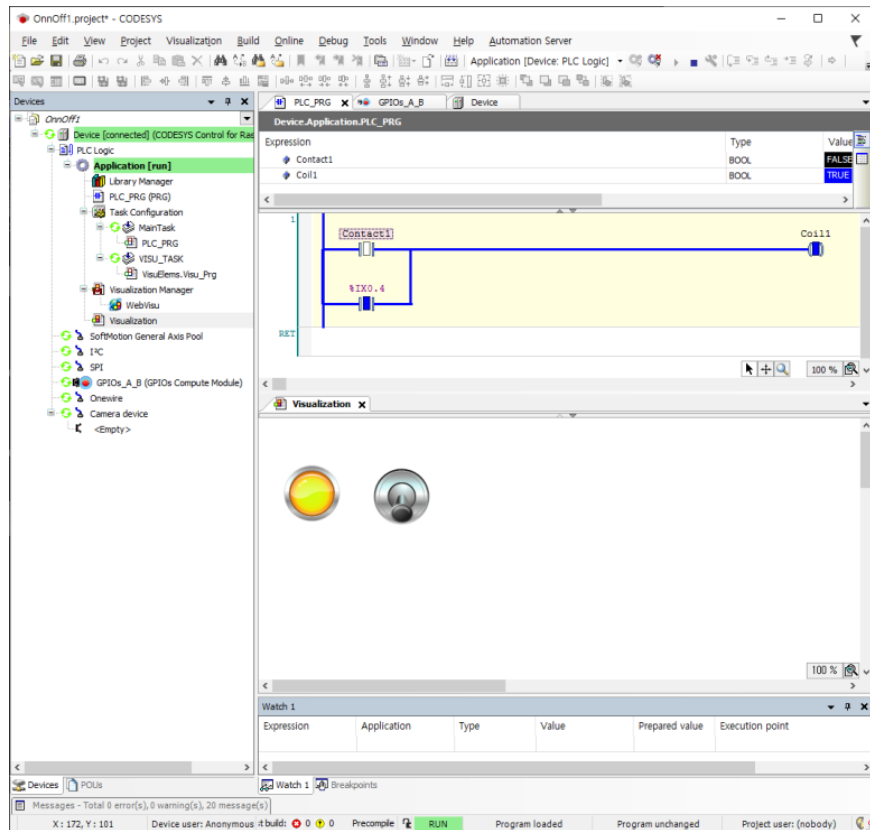 OnnOff1.project* - CODESYS
File Edit View Project Visualization Build Online Debug Tools Window Help Automation Server
Application [Device: PLC Logic]
Devices
OnnOff1
Device [connected] (CODESYS Control for Ras
PLC Logic
Application [run]
Library Manager
PLC_PRG (PRG)
Task Configuration
MainTask
PLC_PRG
VISU_TASK
VisuElems.Visu_Prg
Visualization Manager
WebVisu
Visualization
SoftMotion General Axis Pool
I²C
SPI
GPIOs_A_B (GPIOs Compute Module)
Onewire
Camera device
<Empty>
Devices POUs
PLC_PRG GPIOs_A_B Device
Device.Application.PLC_PRG
Expression Type Value
Contact1 BOOL FALSE
Coil1 BOOL TRUE
1
Contact1 Coil1
%IX0.4
RET
100 %
Visualization
100 %
Watch 1
Expression Application Type Value Prepared value Execution point
Watch 1 Breakpoints
Messages - Total 0 error(s), 0 warning(s), 20 message(s)
X : 172, Y : 101 Device user: Anonymous t build: 0 0 Precompile RUN Program loaded Program unchanged Project user: (nobody)